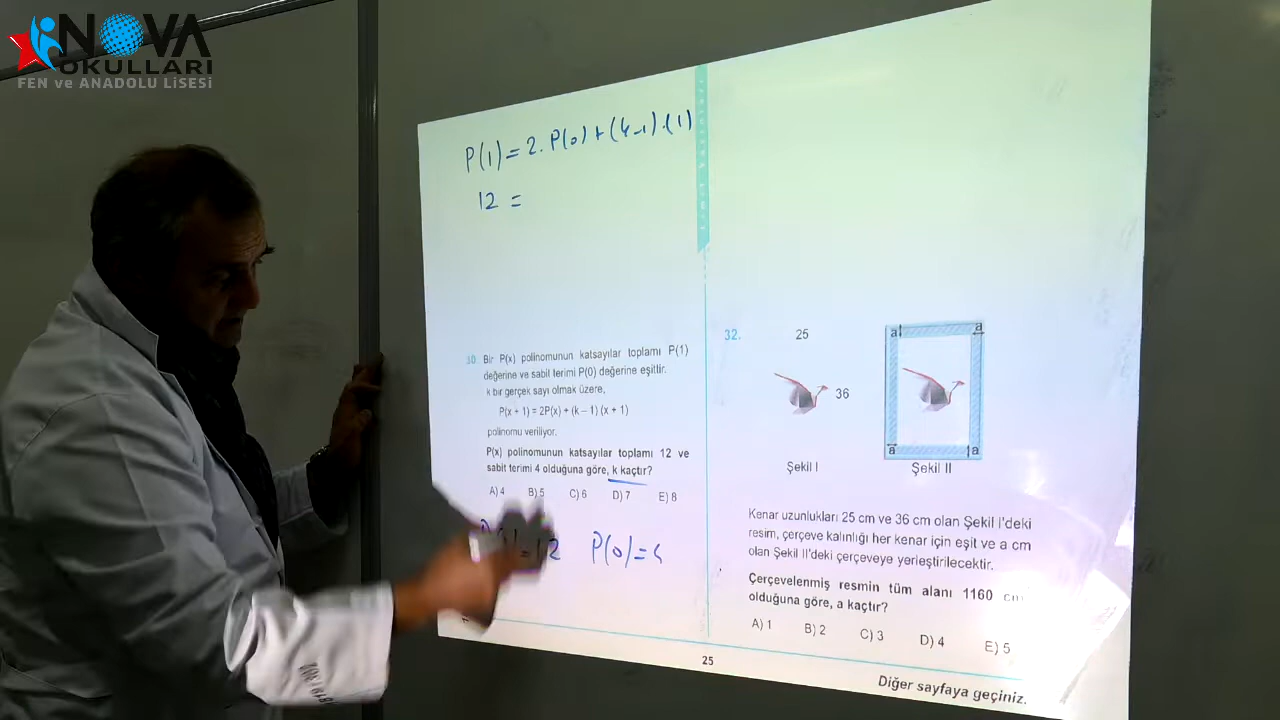 NOVA
OKULLARI
FEN ve ANADOLU LİSESİ
P(1) = 2. P(0) + (k-1).(1)
12 =
30. Bir P(x) polinomunun katsayılar toplamı P(1)
değerine ve sabit terimi P(0) değerine eşittir.
k bir gerçek sayı olmak üzere,
P(x + 1) = 2P(x) + (k – 1) (x + 1)
polinomu veriliyor.
P(x) polinomunun katsayılar toplamı 12 ve
sabit terimi 4 olduğuna göre, k kaçtır?
A) 4 B) 5 C) 6 D) 7 E) 8
P(0)=4
32.
25
36
Şekil I
a a
a a
Şekil II
Kenar uzunlukları 25 cm ve 36 cm olan Şekil I'deki
resim, çerçeve kalınlığı her kenar için eşit ve a cm
olan Şekil II'deki çerçeveye yerleştirilecektir.
Çerçevelenmiş resmin tüm alanı 1160
olduğuna göre, a kaçtır?
A) 1 B) 2 C) 3 D) 4 E) 5
25
Diğer sayfaya geçiniz.